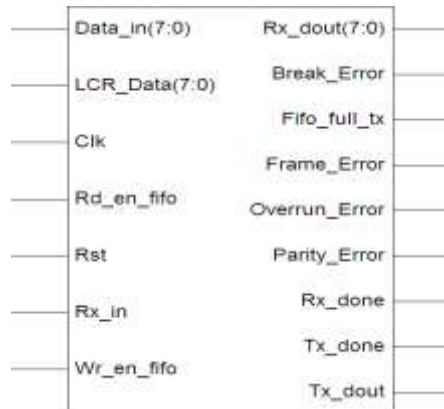 Data_in(7:0)
LCR_Data(7:0)
Clk
Rd_en_fifo
Rst
Rx_in
Wr_en_fifo
Rx_dout(7:0)
Break_Error
Fifo_full_tx
Frame_Error
Overrun_Error
Parity_Error
Rx_done
Tx_done
Tx_dout